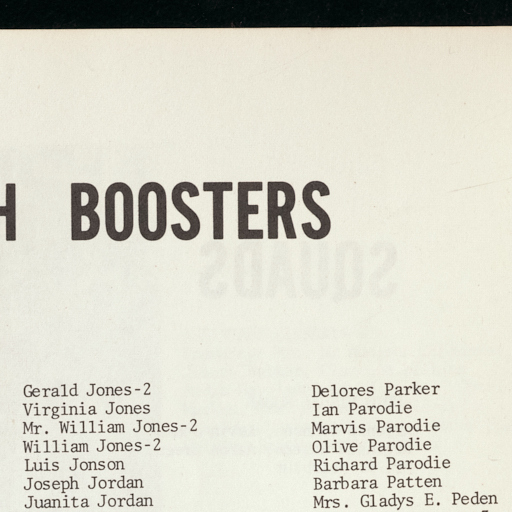 H BOOSTERS
SQUADS
Gerald Jones-2
Virginia Jones
Mr. William Jones-2
William Jones-2
Luis Jonson
Joseph Jordan
Juanita Jordan
Delores Parker
Ian Parodie
Marvis Parodie
Olive Parodie
Richard Parodie
Barbara Patten
Mrs. Gladys E. Peden